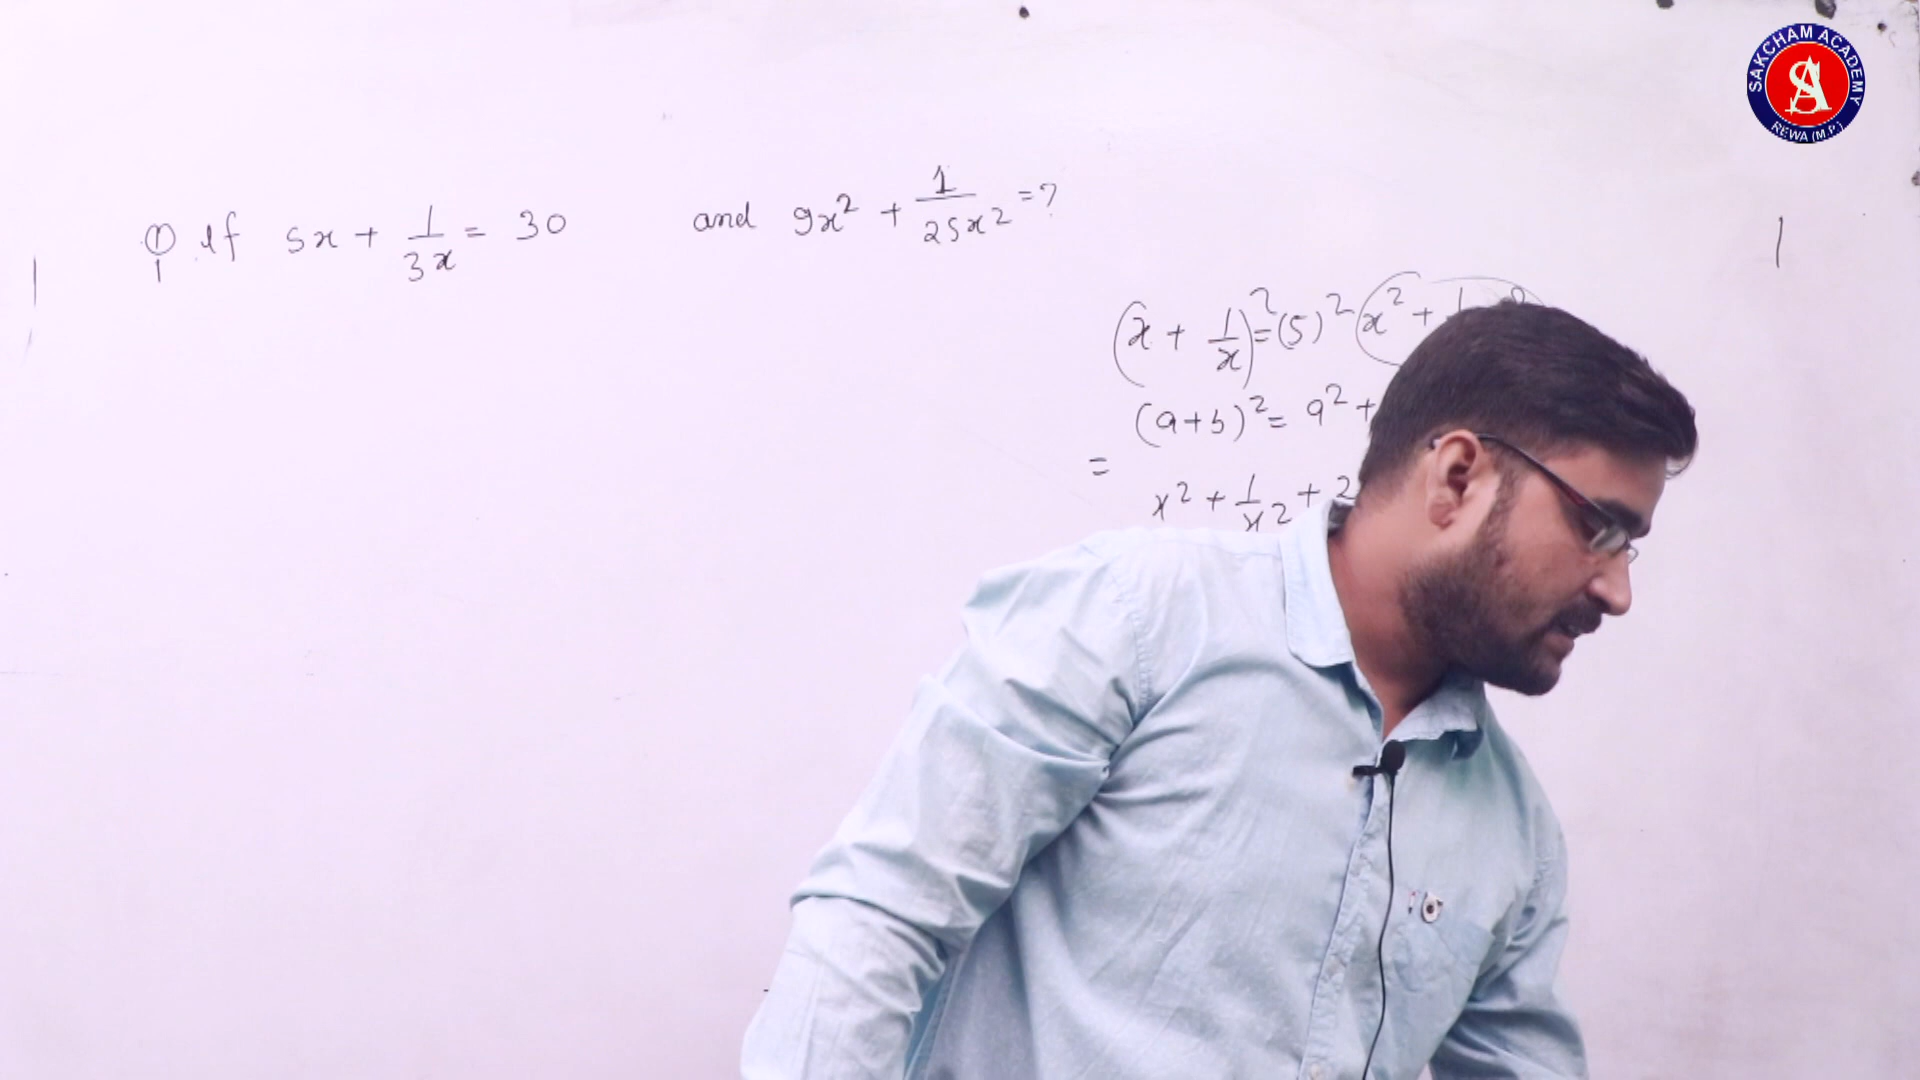 ① If 5x + 1/3x = 30 and 9x² + 1/25x² = ?
(x + 1/x)² = (5)² x² +
(a+b)² = a² +
=
x² + 1/x² + 2
SAKCHAM ACADEMY
SA
REWA (M.P.)